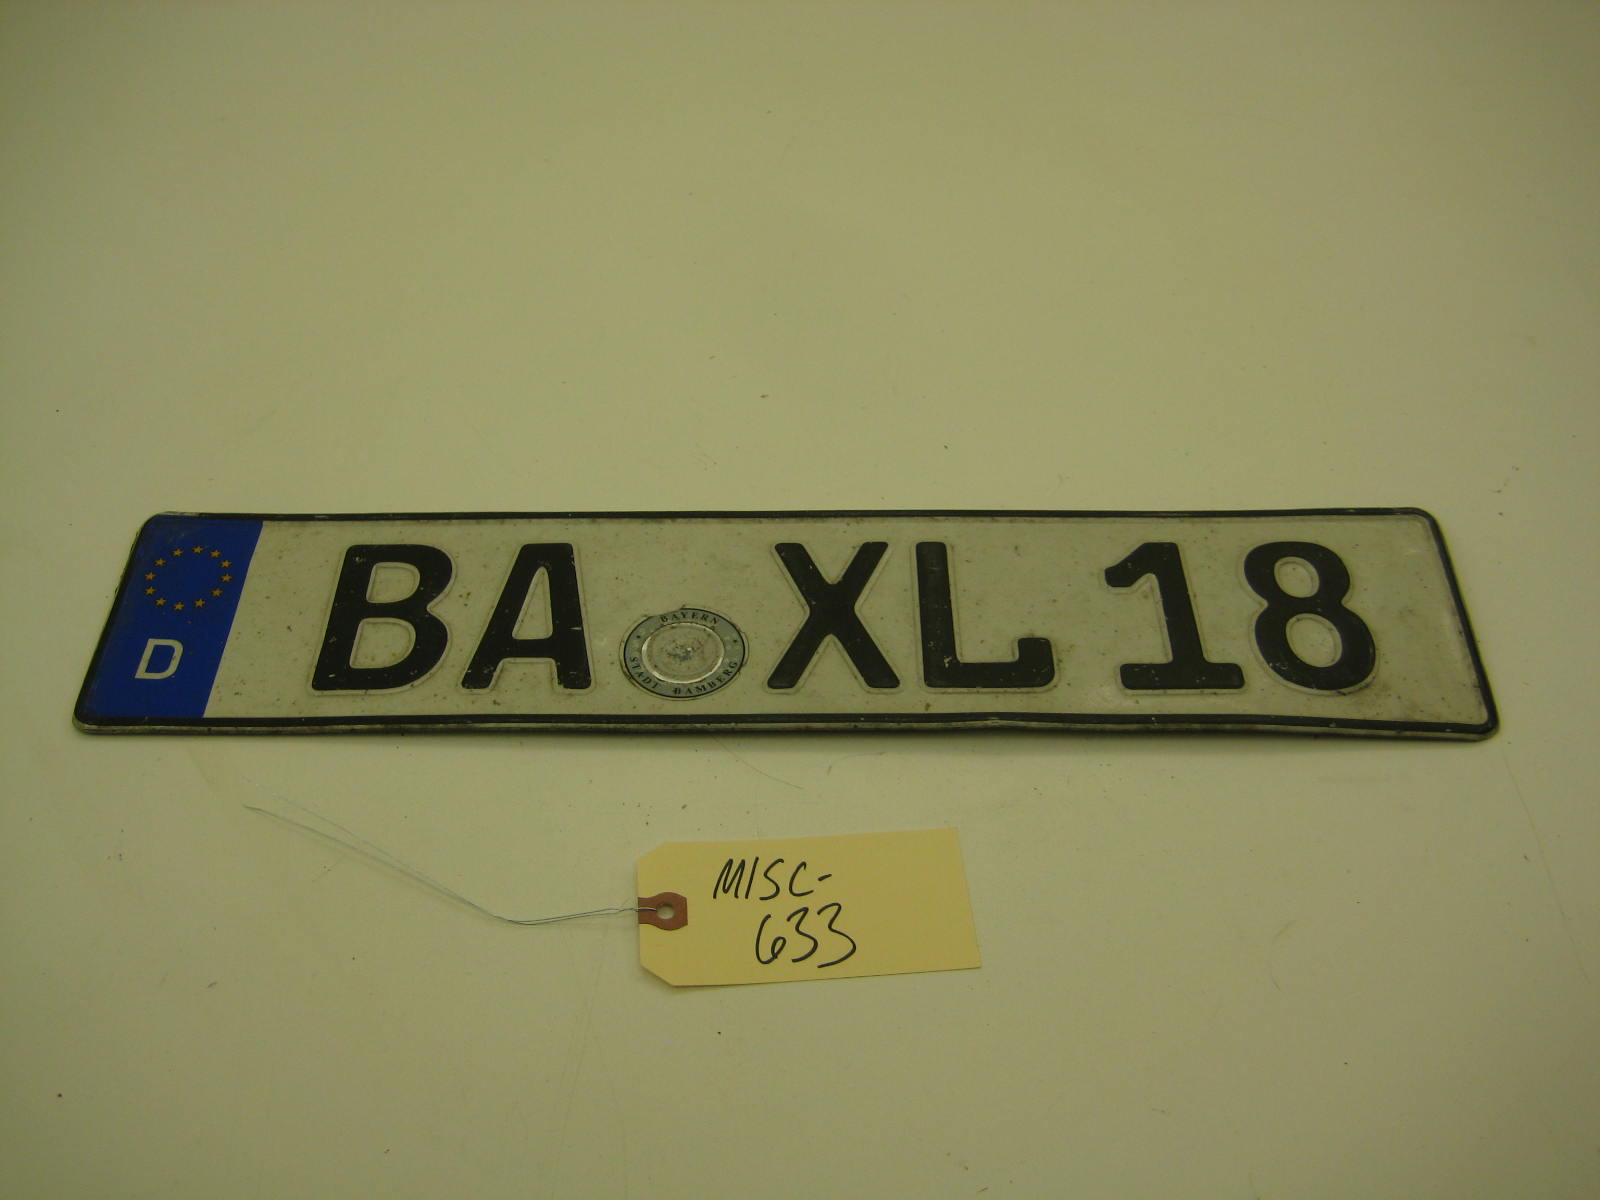 D
BA XL 18
BAYERN
STADT BAMBERG
MISC-
633